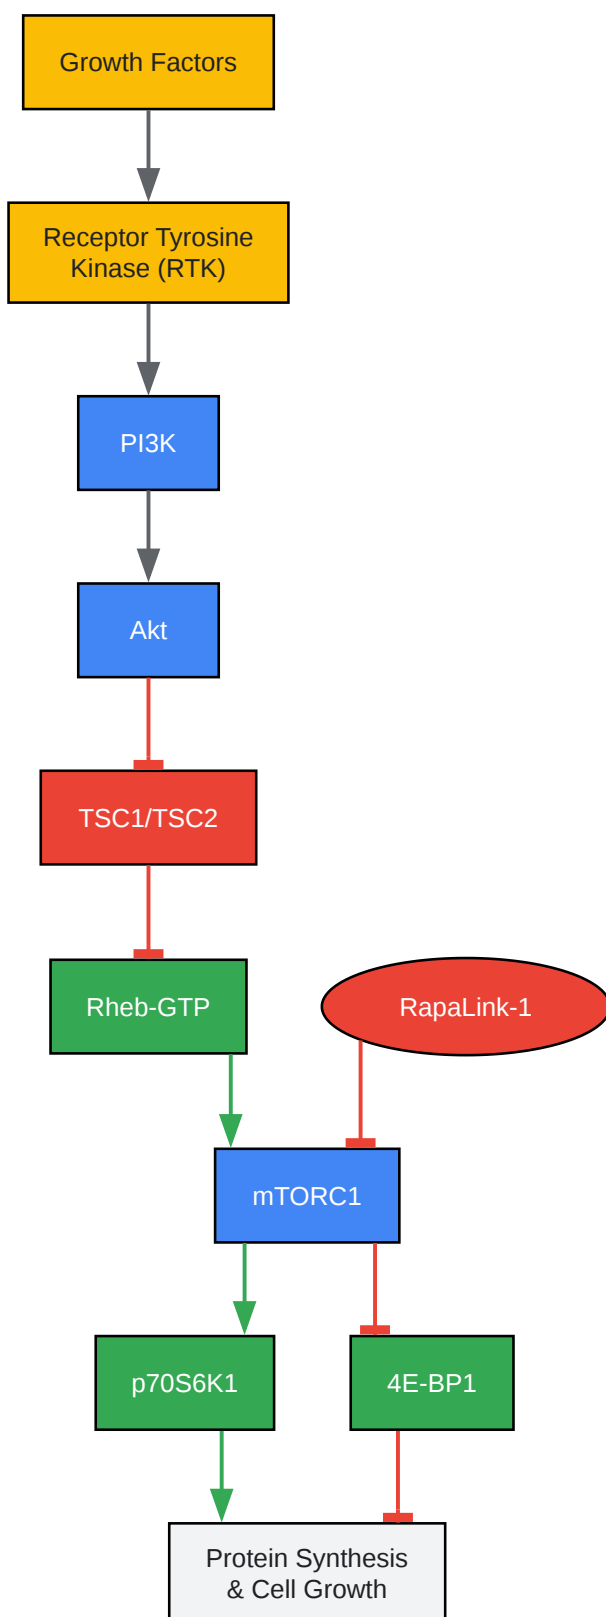 Growth Factors
Receptor Tyrosine
Kinase (RTK)
PI3K
Akt
TSC1/TSC2
Rheb-GTP
RapaLink-1
mTORC1
p70S6K1
4E-BP1
Protein Synthesis
& Cell Growth